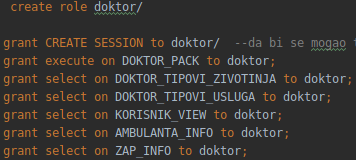 create role doktor/
grant CREATE SESSION to doktor/ --da bi se mogao
grant execute on DOKTOR_PACK to doktor;
grant select on DOKTOR_TIPOVI_ZIVOTINJA to doktor;
grant select on DOKTOR_TIPOVI_USLUGA to doktor;
grant select on KORISNIK_VIEW to doktor;
grant select on AMBULANTA_INFO to doktor;
grant select on ZAP_INFO to doktor;